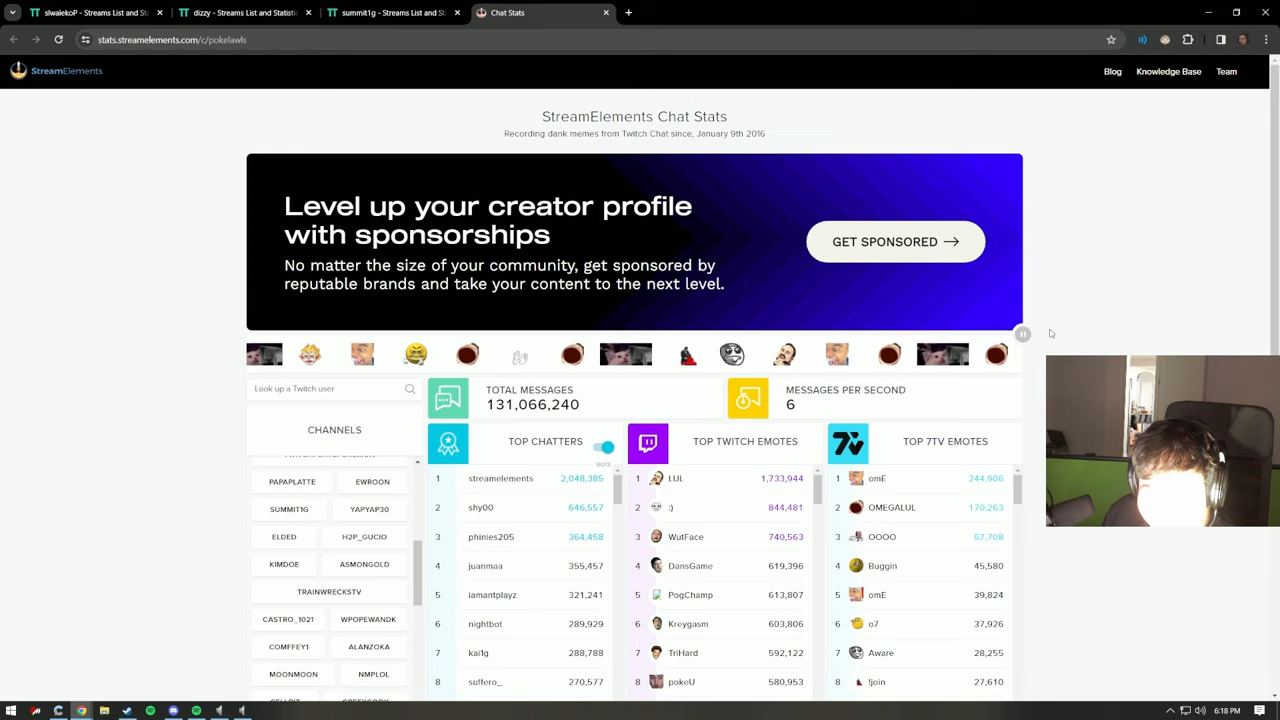 slwalekoP - Streams List and Sta
dizzy - Streams List and Statistic
summit1g - Streams List and Sta
Chat Stats
stats.streamelements.com/c/pokelawls
StreamElements
Blog
Knowledge Base
Team
StreamElements Chat Stats
Recording dank memes from Twitch Chat since, January 9th 2016
Level up your creator profile
with sponsorships
No matter the size of your community, get sponsored by
reputable brands and take your content to the next level.
GET SPONSORED
Look up a Twitch user
TOTAL MESSAGES
131,066,240
MESSAGES PER SECOND
6
CHANNELS
PAPAPLATTE
EWROON
SUMMIT1G
YAPYAP30
ELDED
H2P_GUCIO
KIMDOE
ASMONGOLD
TRAINWRECKSTV
CASTRO_1021
WPOPEWANDK
COMFFEY1
ALANZOKA
MOONMOON
NMPLOL
TOP CHATTERS
BOTS
1 streamelements 2,048,385
2 shy00 646,557
3 phinies205 364,458
4 juanmaa 355,457
5 iamantplayz 321,241
6 nightbot 289,929
7 kai1g 288,788
8 suffero_ 270,577
TOP TWITCH EMOTES
1 LUL 1,733,944
2 :) 844,481
3 WutFace 740,563
4 DansGame 619,396
5 PogChamp 613,807
6 Kreygasm 603,806
7 TriHard 592,122
8 pokeU 580,953
TOP 7TV EMOTES
1 omE 244,906
2 OMEGALUL 170,263
3 OOOO 67,708
4 Buggin 45,580
5 omE 39,824
6 o7 37,926
7 Aware 28,255
8 !join 27,610
6:18 PM